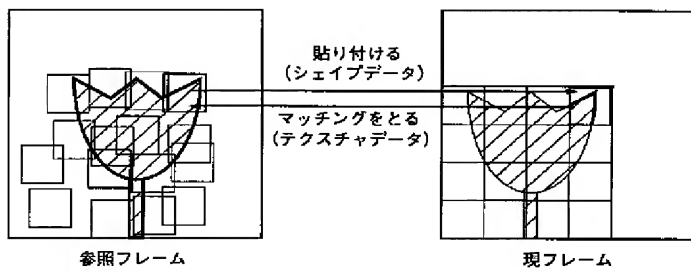 貼り付ける
(シェイプデータ)
マッチングをとる
(テクスチャデータ)
参照フレーム
現フレーム